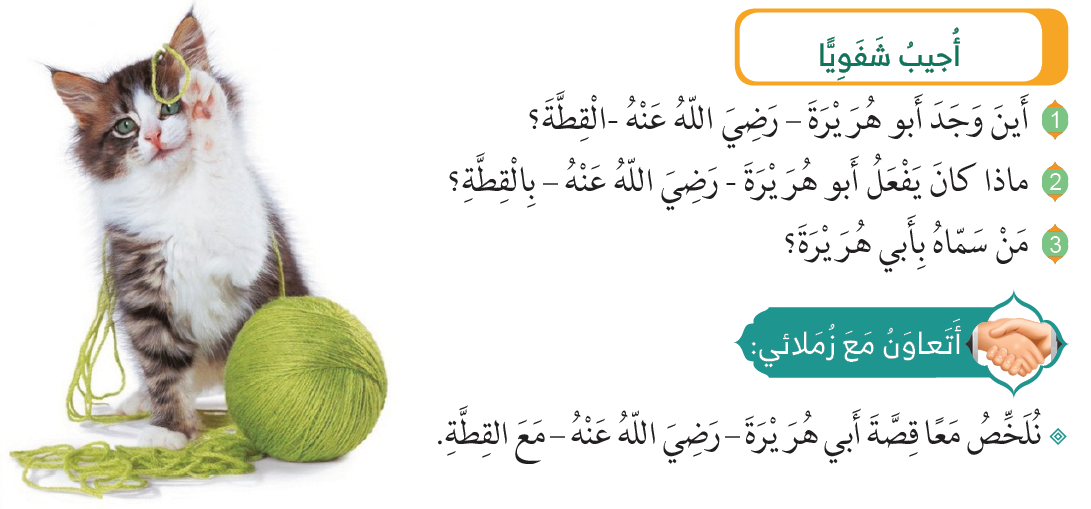 أُجيبُ شَفَوِيًّا
1 أَينَ وَجَدَ أَبو هُرَيْرَةَ – رَضِيَ اللّهُ عَنْهُ -الْقِطَّةَ؟
2 ماذا كانَ يَفْعَلُ أَبو هُرَيْرَةَ - رَضِيَ اللّهُ عَنْهُ – بِالْقِطَّةِ؟
3 مَنْ سَمّاهُ بِأَبي هُرَيْرَةَ؟
أَتَعاوَنُ مَعَ زُمَلائي:
نُلَخِّصُ مَعًا قِصَّةَ أَبي هُرَيْرَةَ – رَضِيَ اللّهُ عَنْهُ – مَعَ القِطَّةِ.